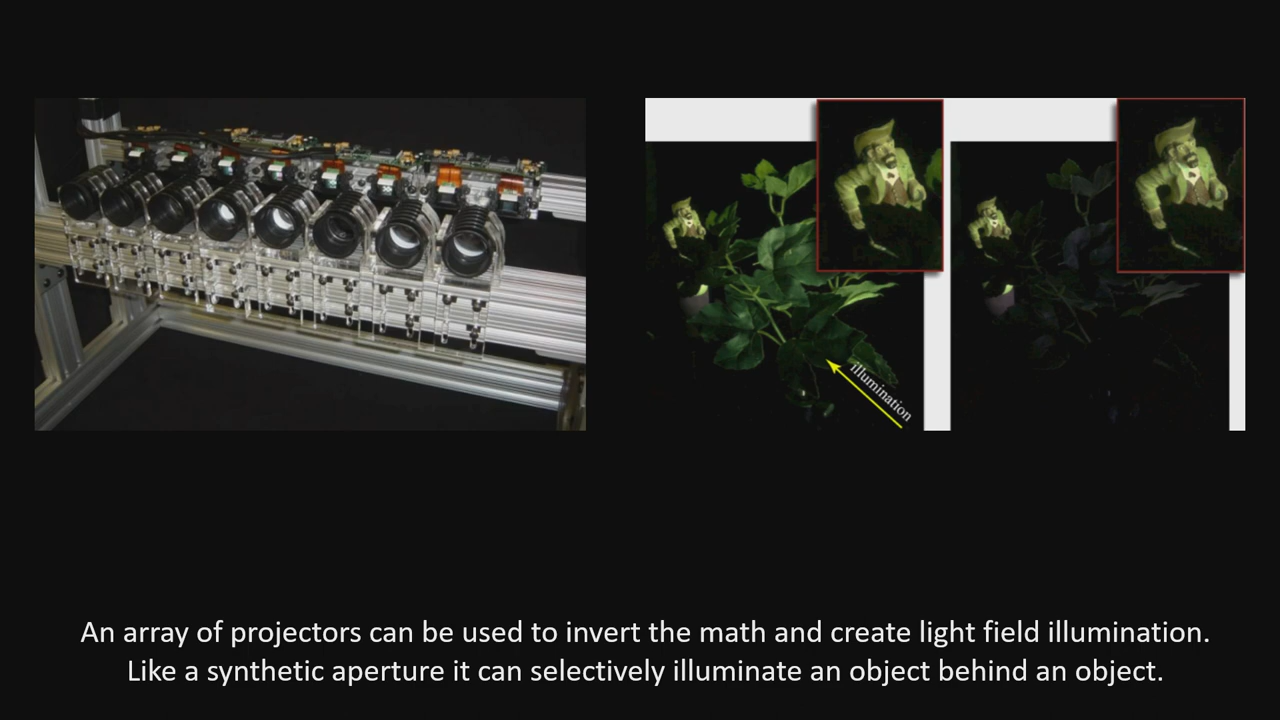 illumination
An array of projectors can be used to invert the math and create light field illumination.
Like a synthetic aperture it can selectively illuminate an object behind an object.